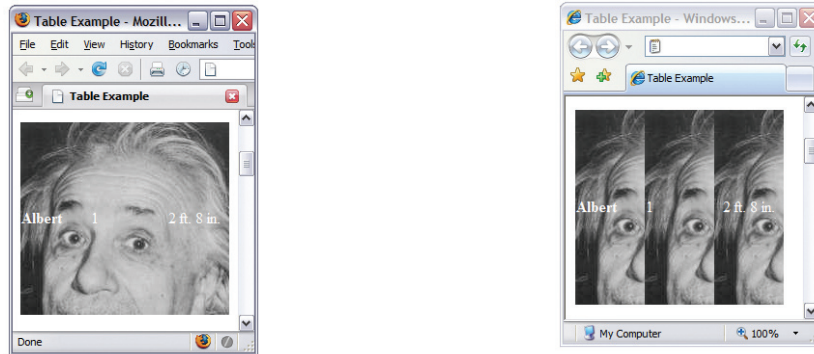 Table Example - Mozill...
File Edit View History Bookmarks Tools
Table Example
Albert 1 2 ft. 8 in.
Done
Table Example - Windows...
Table Example
Albert 1 2 ft. 8 in.
My Computer 100%